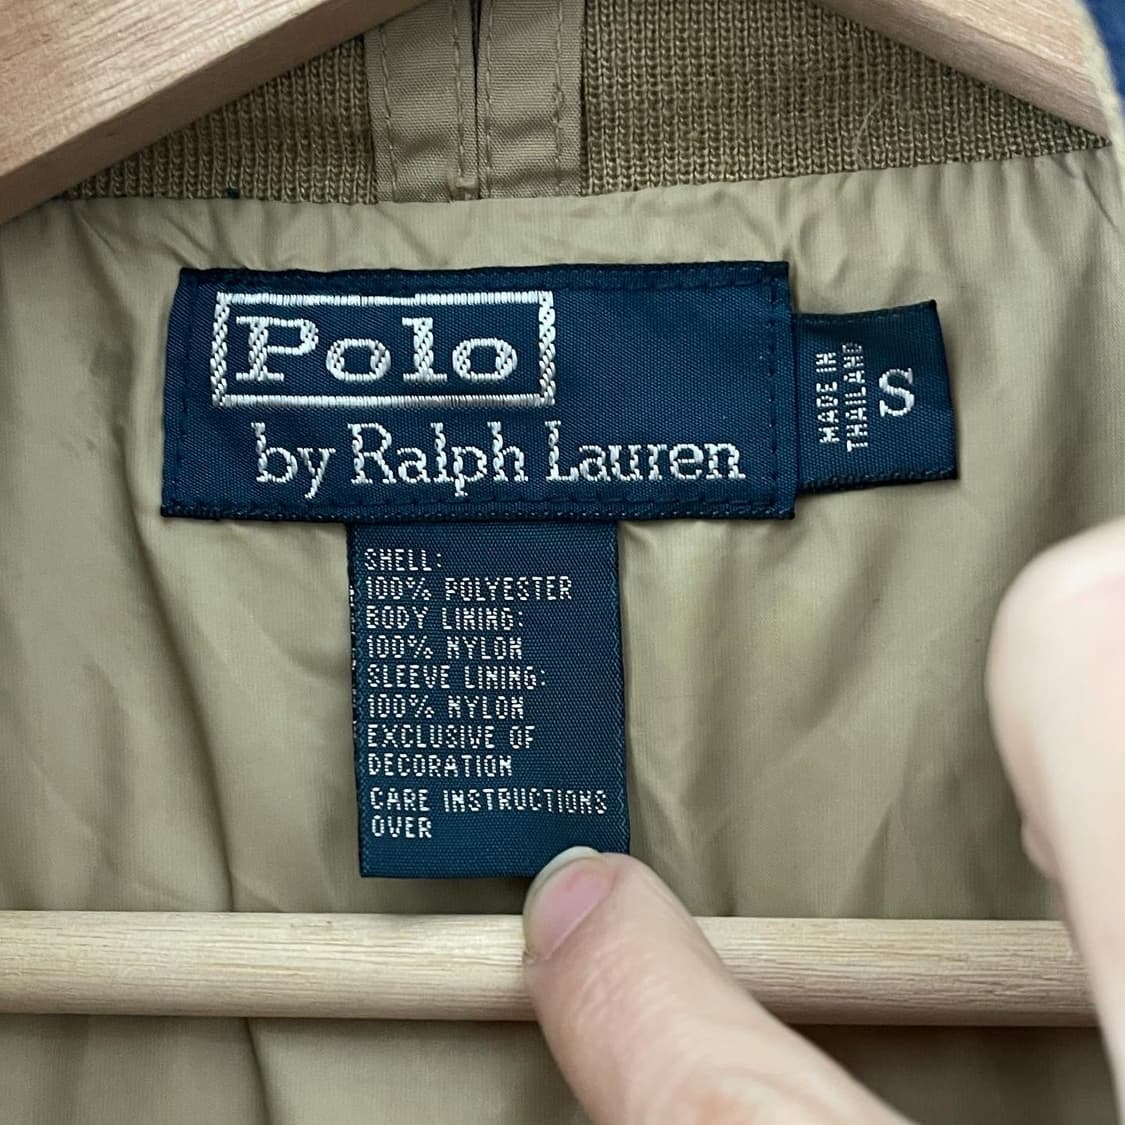 Polo
by Ralph Lauren
MADE IN
THAILAND
S
SHELL:
100% POLYESTER
BODY LINING:
100% NYLON
SLEEVE LINING:
100% NYLON
EXCLUSIVE OF
DECORATION
CARE INSTRUCTIONS
OVER